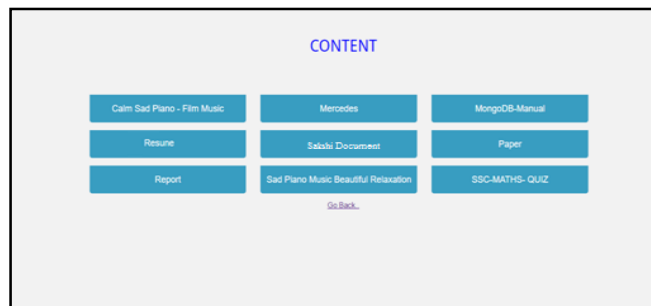 CONTENT
Calm Sad Piano - Film Music Mercedes MongoDB-Manual
Resune Sakshi Document Paper
Report Sad Piano Music Beautiful Relaxation SSC-MATHS- QUIZ
Go Back..